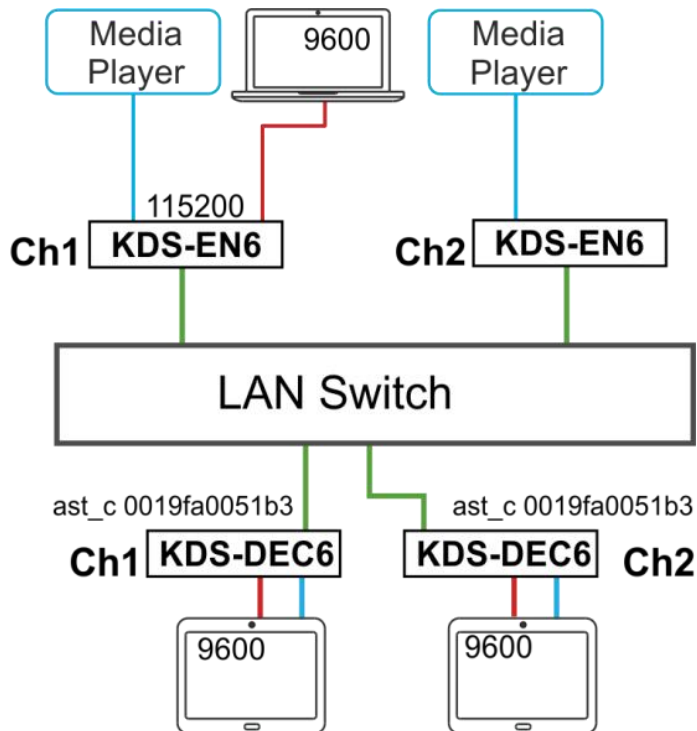 Media
Player
9600
Media
Player
115200
Ch1
KDS-EN6
Ch2
KDS-EN6
LAN Switch
ast_c 0019fa0051b3
ast_c 0019fa0051b3
Ch1
KDS-DEC6
KDS-DEC6
Ch2
9600
9600